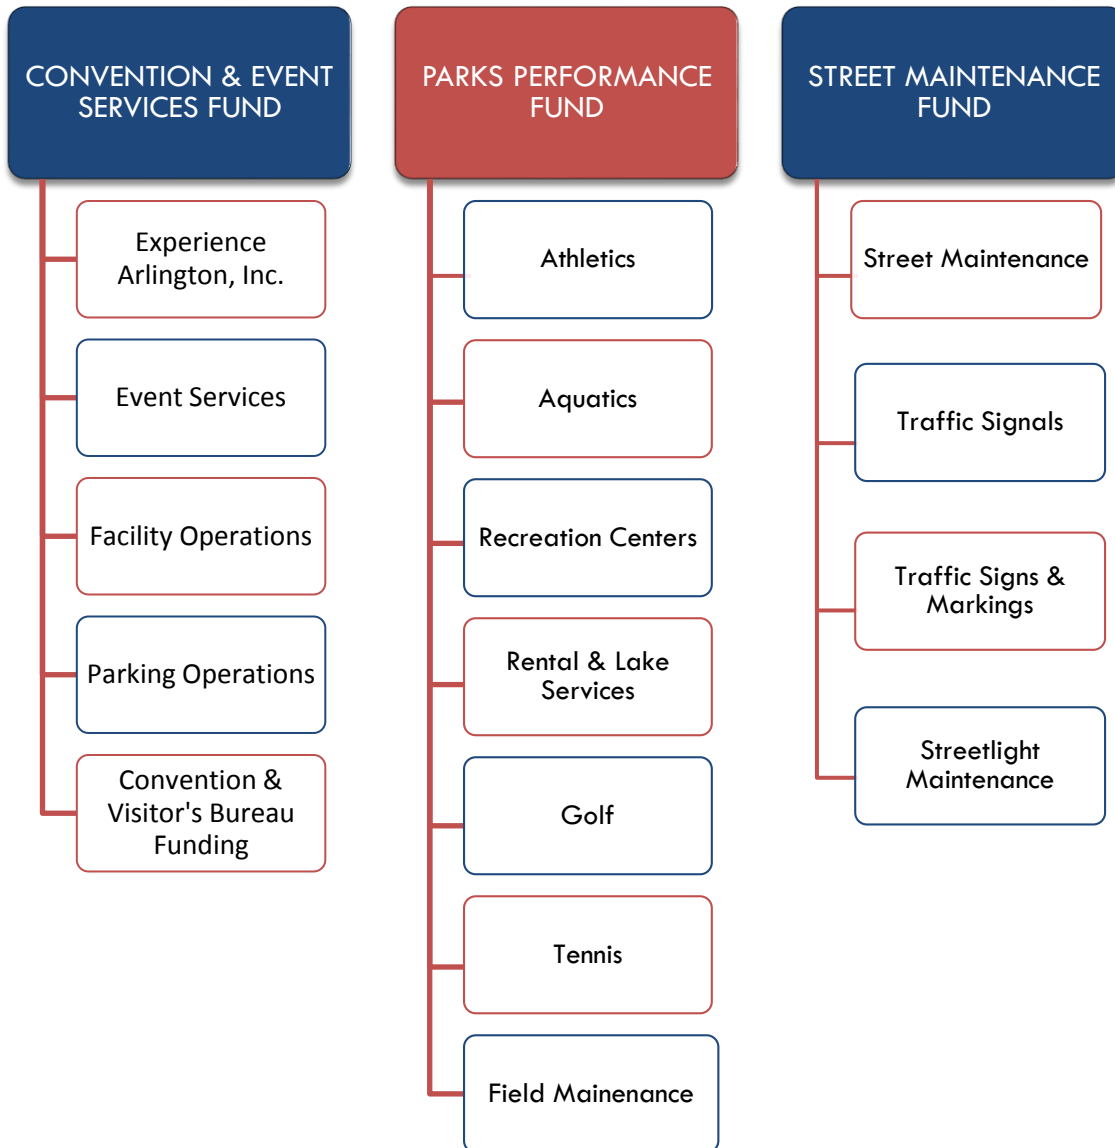 CONVENTION & EVENT
SERVICES FUND
Experience
Arlington, Inc.
Event Services
Facility Operations
Parking Operations
Convention &
Visitor's Bureau
Funding
PARKS PERFORMANCE
FUND
Athletics
Aquatics
Recreation Centers
Rental & Lake
Services
Golf
Tennis
Field Mainenance
STREET MAINTENANCE
FUND
Street Maintenance
Traffic Signals
Traffic Signs &
Markings
Streetlight
Maintenance